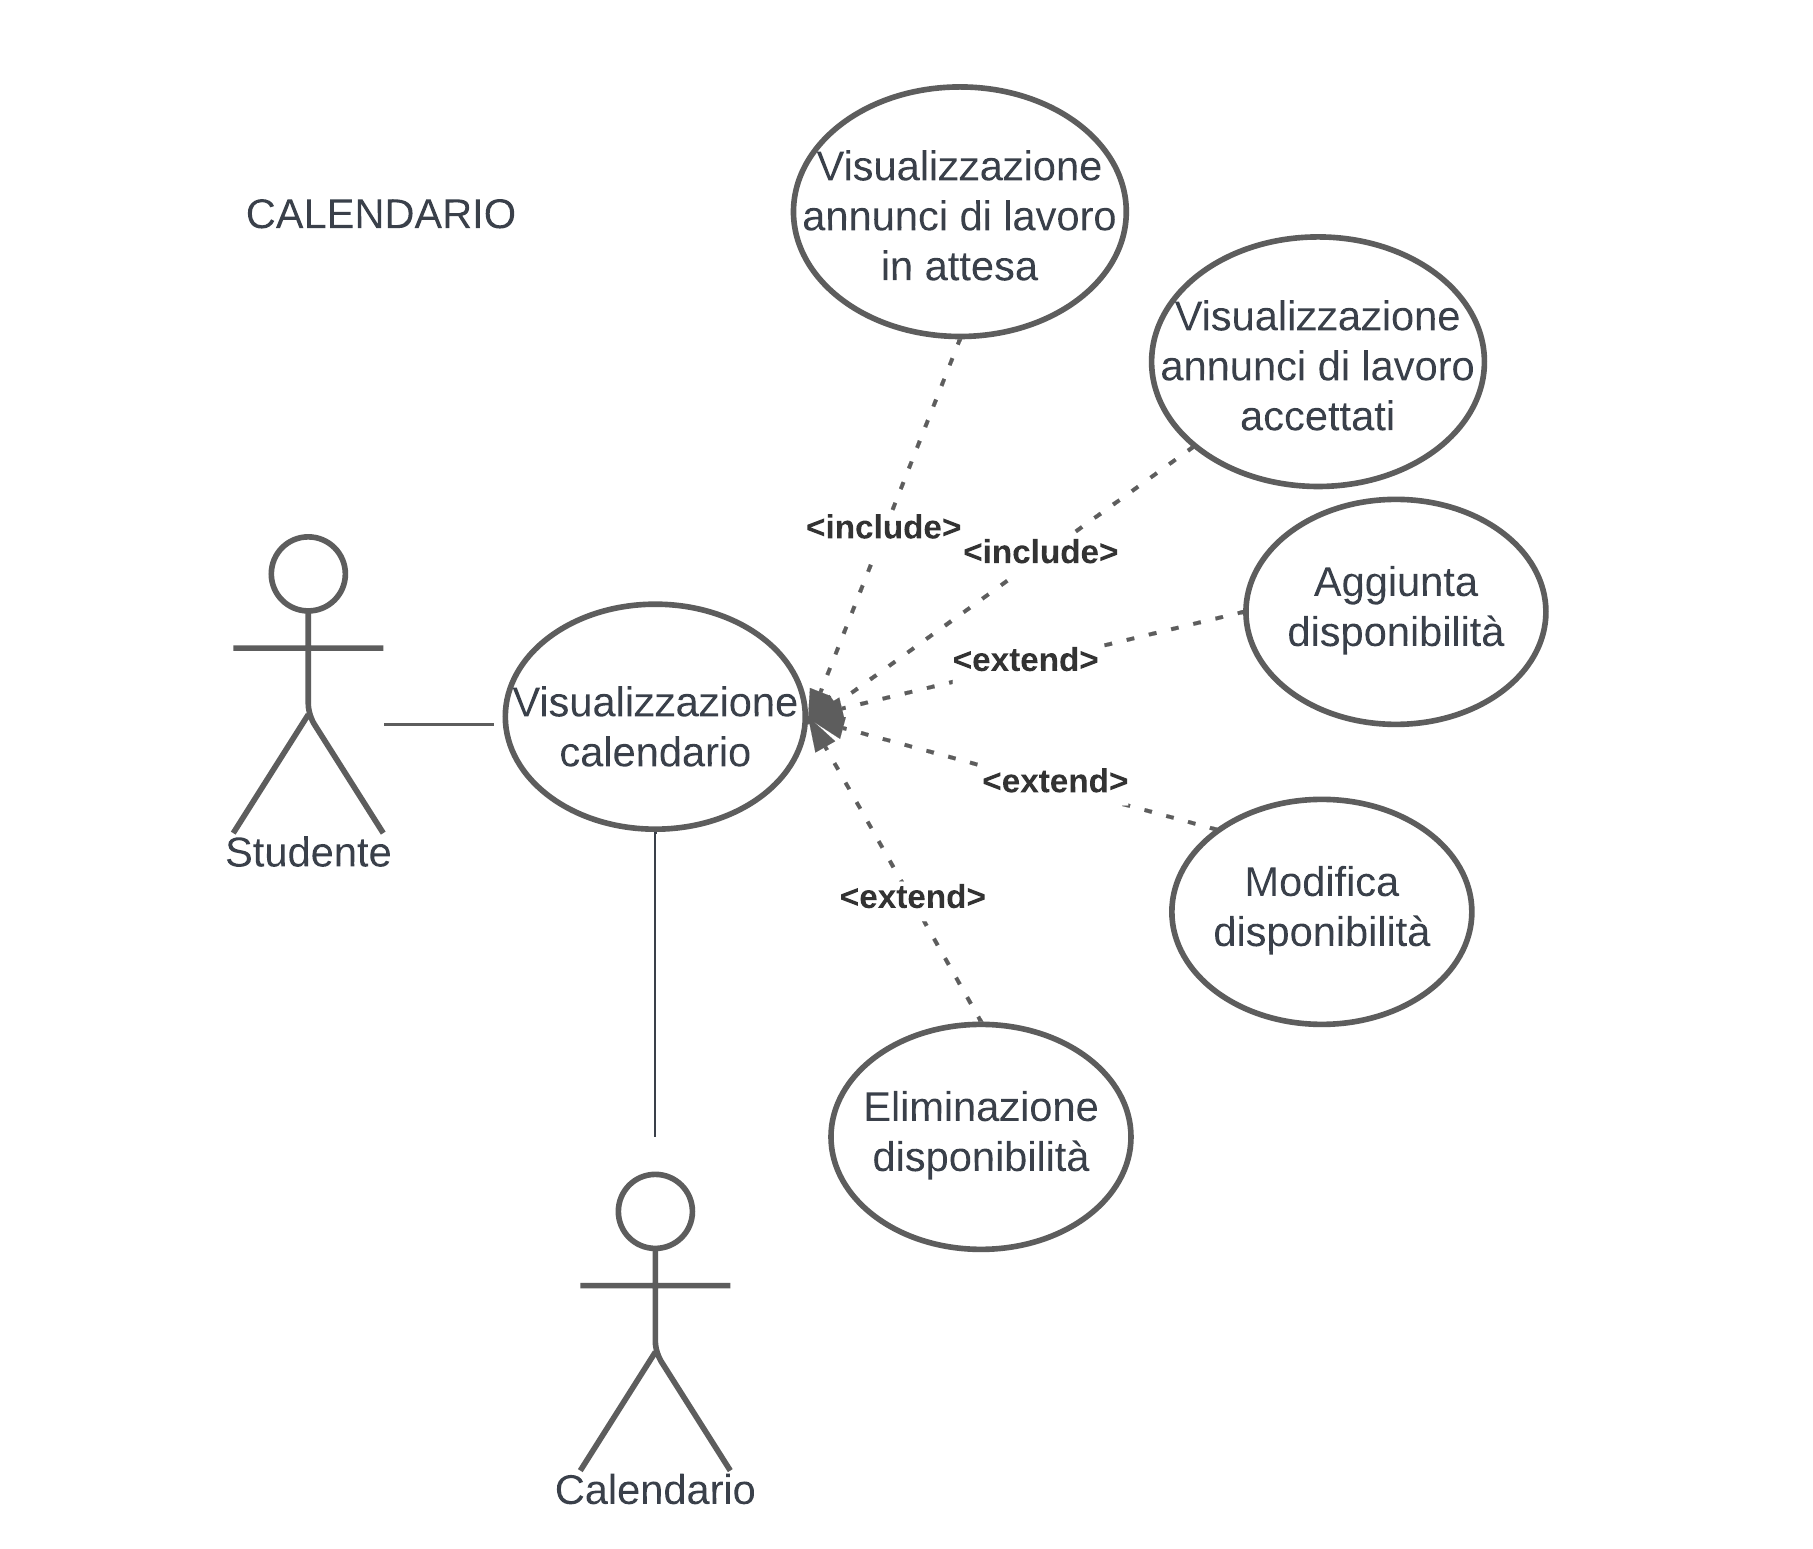 CALENDARIO
Visualizzazione
annunci di lavoro
in attesa
Visualizzazione
annunci di lavoro
accettati
<include>
<include>
Aggiunta
disponibilità
<extend>
Visualizzazione
calendario
<extend>
Studente
Modifica
disponibilità
<extend>
Eliminazione
disponibilità
Calendario